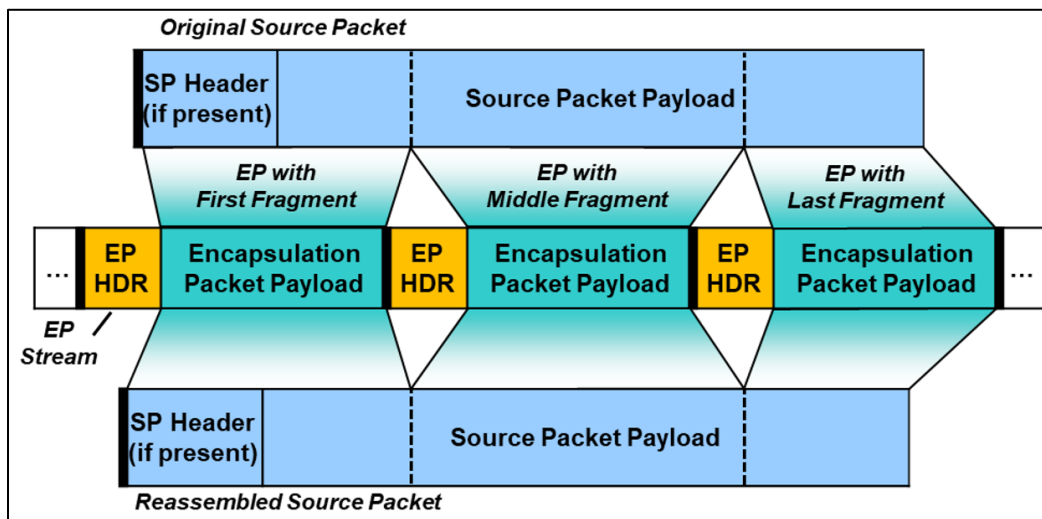 Original Source Packet
SP Header
(if present)
Source Packet Payload
EP with
First Fragment
EP with
Middle Fragment
EP with
Last Fragment
...
EP
HDR
Encapsulation
Packet Payload
EP
HDR
Encapsulation
Packet Payload
EP
HDR
Encapsulation
Packet Payload
...
EP
Stream
SP Header
(if present)
Source Packet Payload
Reassembled Source Packet